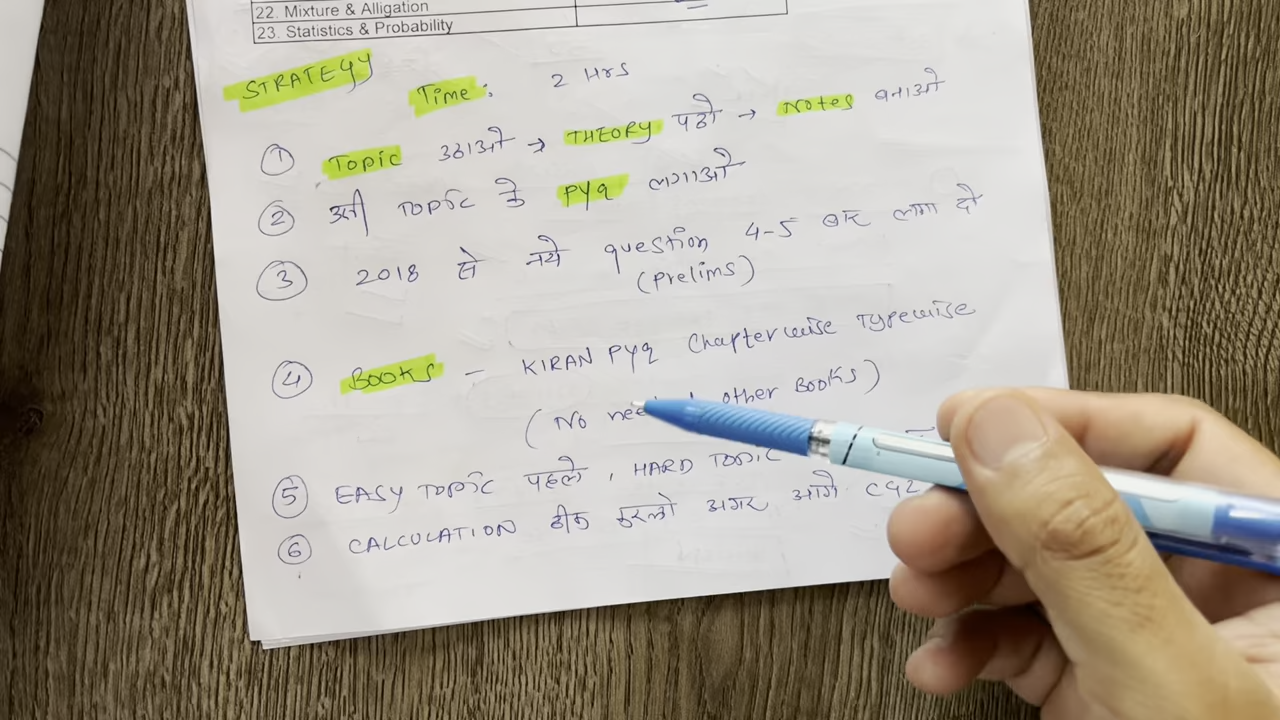 22. Mixture & Alligation
23. Statistics & Probability
STRATEGY
Time: 2 Hrs
① Topic उठाओ → THEORY पढो → Notes बनाओ
② उसी TOPIC के PYQ लगाओ
③ 2018 से नये question 4-5 बार लगा दो
(Prelims)
④ BOOKS - KIRAN PYQ Chapterwise Typewise
(No other BOOKS)
⑤ EASY TOPIC पहले, HARD TOPIC
⑥ CALCULATION ठीक करलो अगर आगे